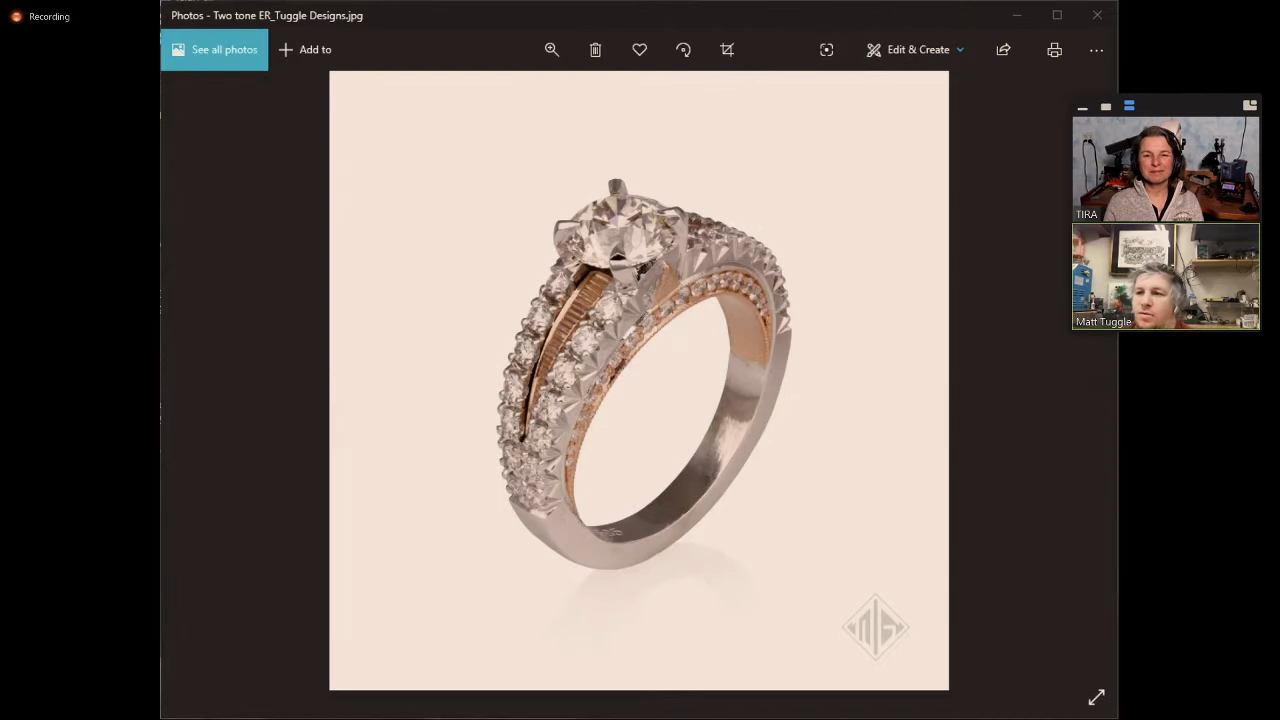 Recording
Photos - Two tone ER_Tuggle Designs.jpg
See all photos
Add to
Edit & Create
TIRA
Matt Tuggle